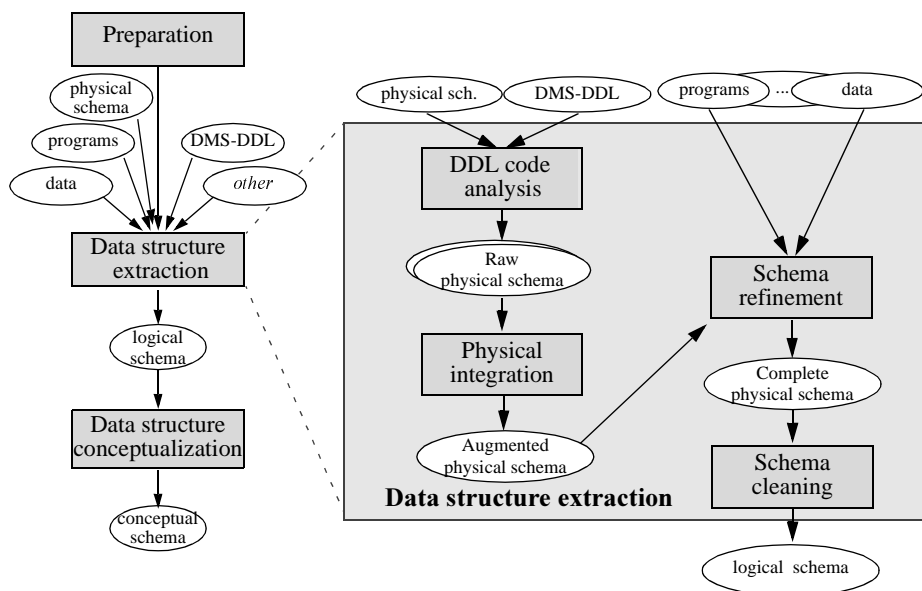 Preparation
physical
schema
programs
DMS-DDL
data
other
Data structure
extraction
logical
schema
Data structure
conceptualization
conceptual
schema
physical sch.
DMS-DDL
programs
...
data
DDL code
analysis
Raw
physical schema
Physical
integration
Augmented
physical schema
Schema
refinement
Complete
physical schema
Schema
cleaning
Data structure extraction
logical schema